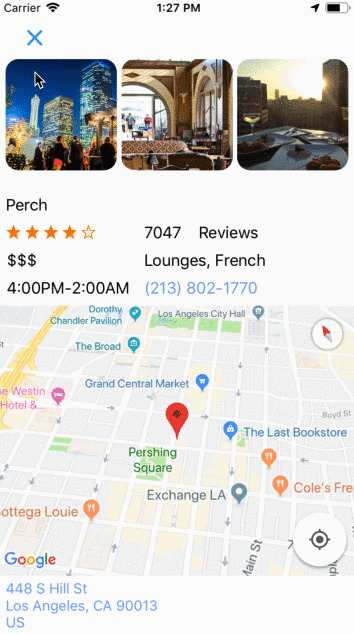 Carrier 1:27 PM
Perch
7047 Reviews
$$$ Lounges, French
4:00PM-2:00AM (213) 802-1770
Dorothy
Chandler Pavilion
Los Angeles City Hall
The Broad
Grand Central Market
he Westin
Hotel &...
Boyd St
The Last Bookstore
Pershing
Square
Cole's Fre
Exchange LA
ottega Louie
Main St
Google
448 S Hill St
Los Angeles, CA 90013
US